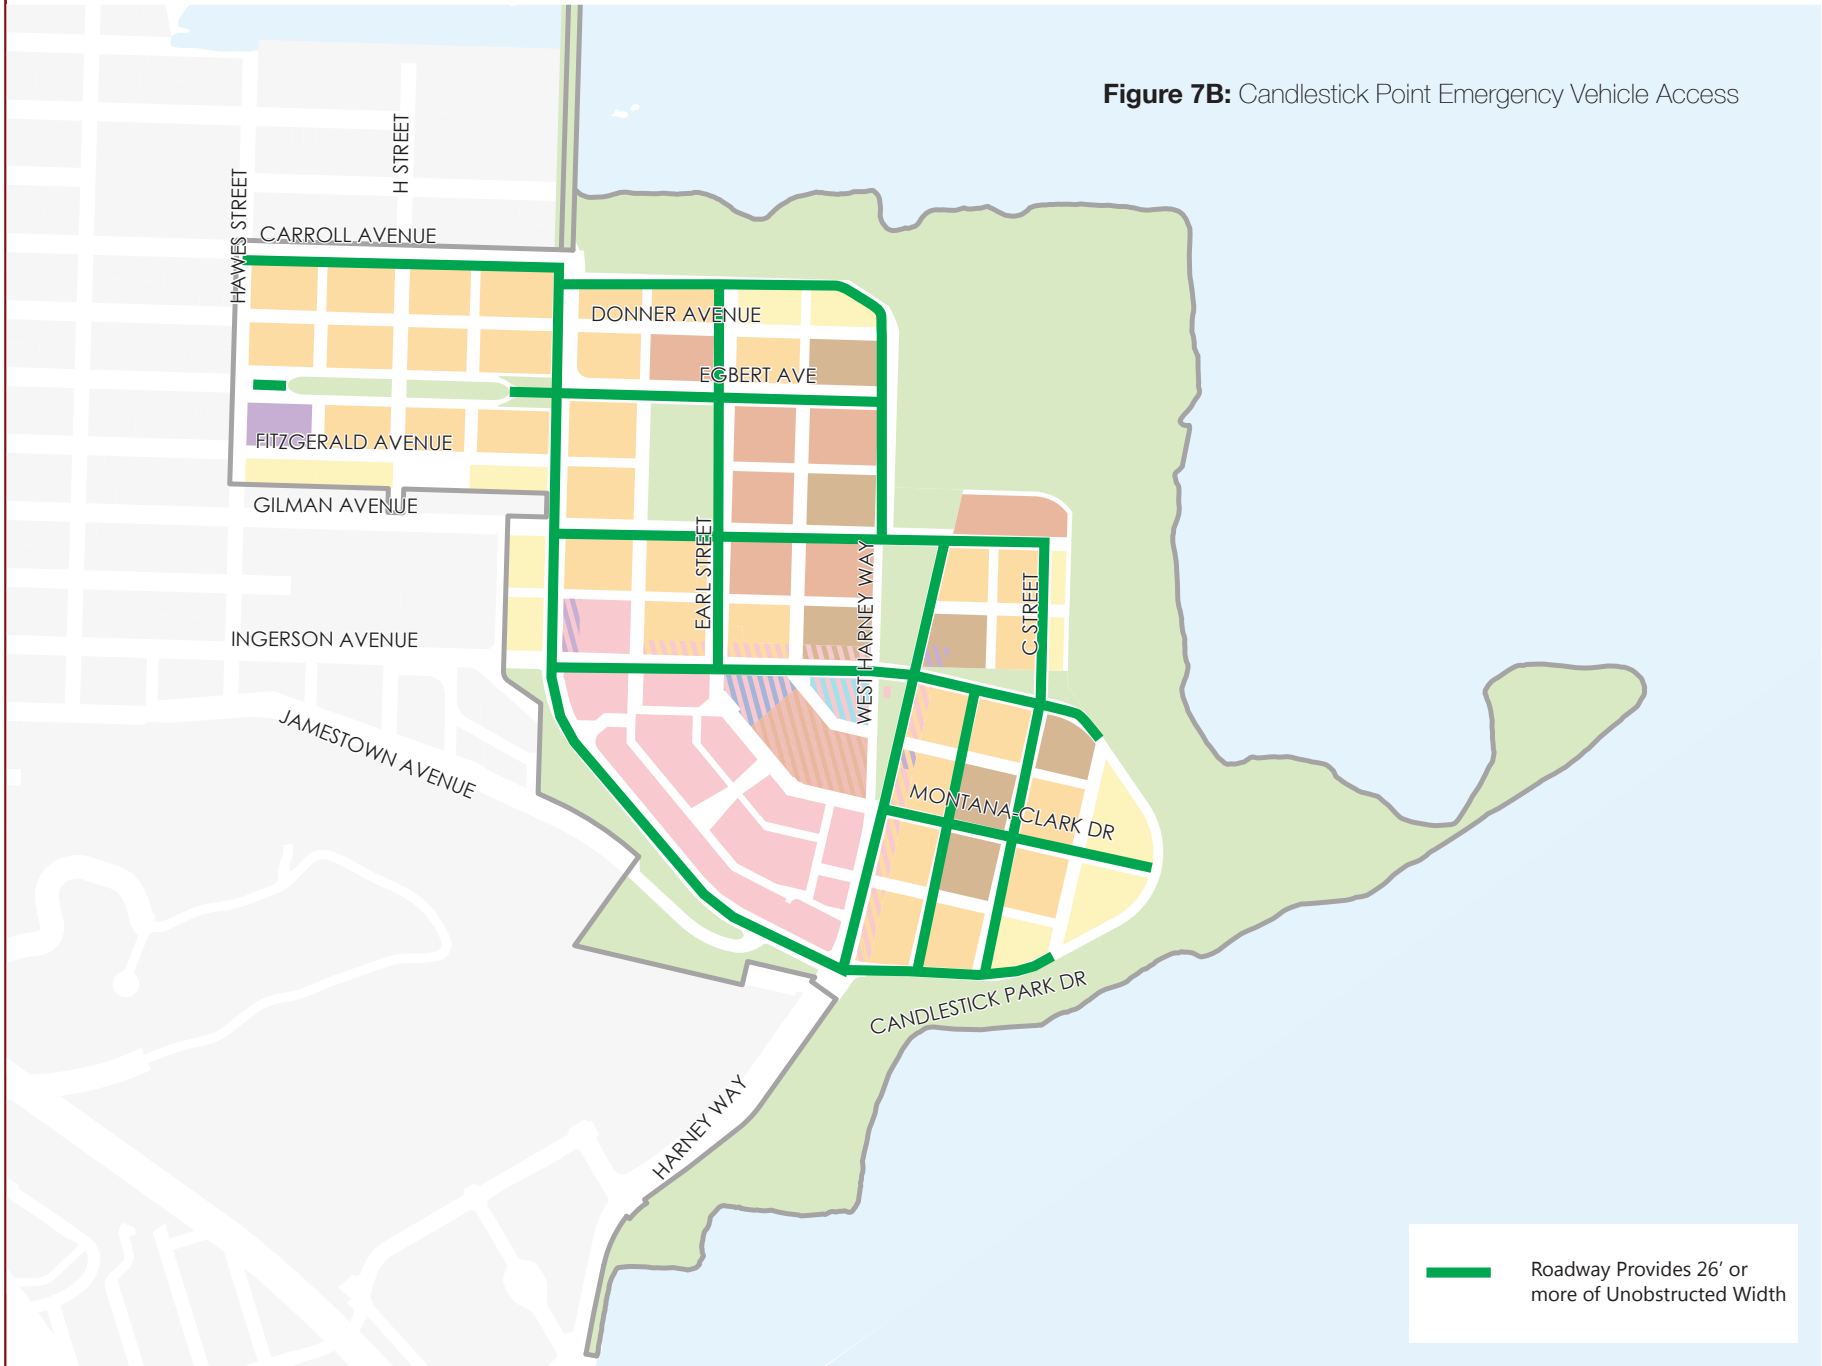 Figure 7B: Candlestick Point Emergency Vehicle Access
H STREET
HAWES STREET
CARROLL AVENUE
DONNER AVENUE
EGBERT AVE
FITZGERALD AVENUE
GILMAN AVENUE
EARL STREET
WEST HARNEY WAY
C STREET
INGERSON AVENUE
JAMESTOWN AVENUE
MONTANA-CLARK DR
CANDLESTICK PARK DR
HARNEY WAY
Roadway Provides 26’ or
more of Unobstructed Width